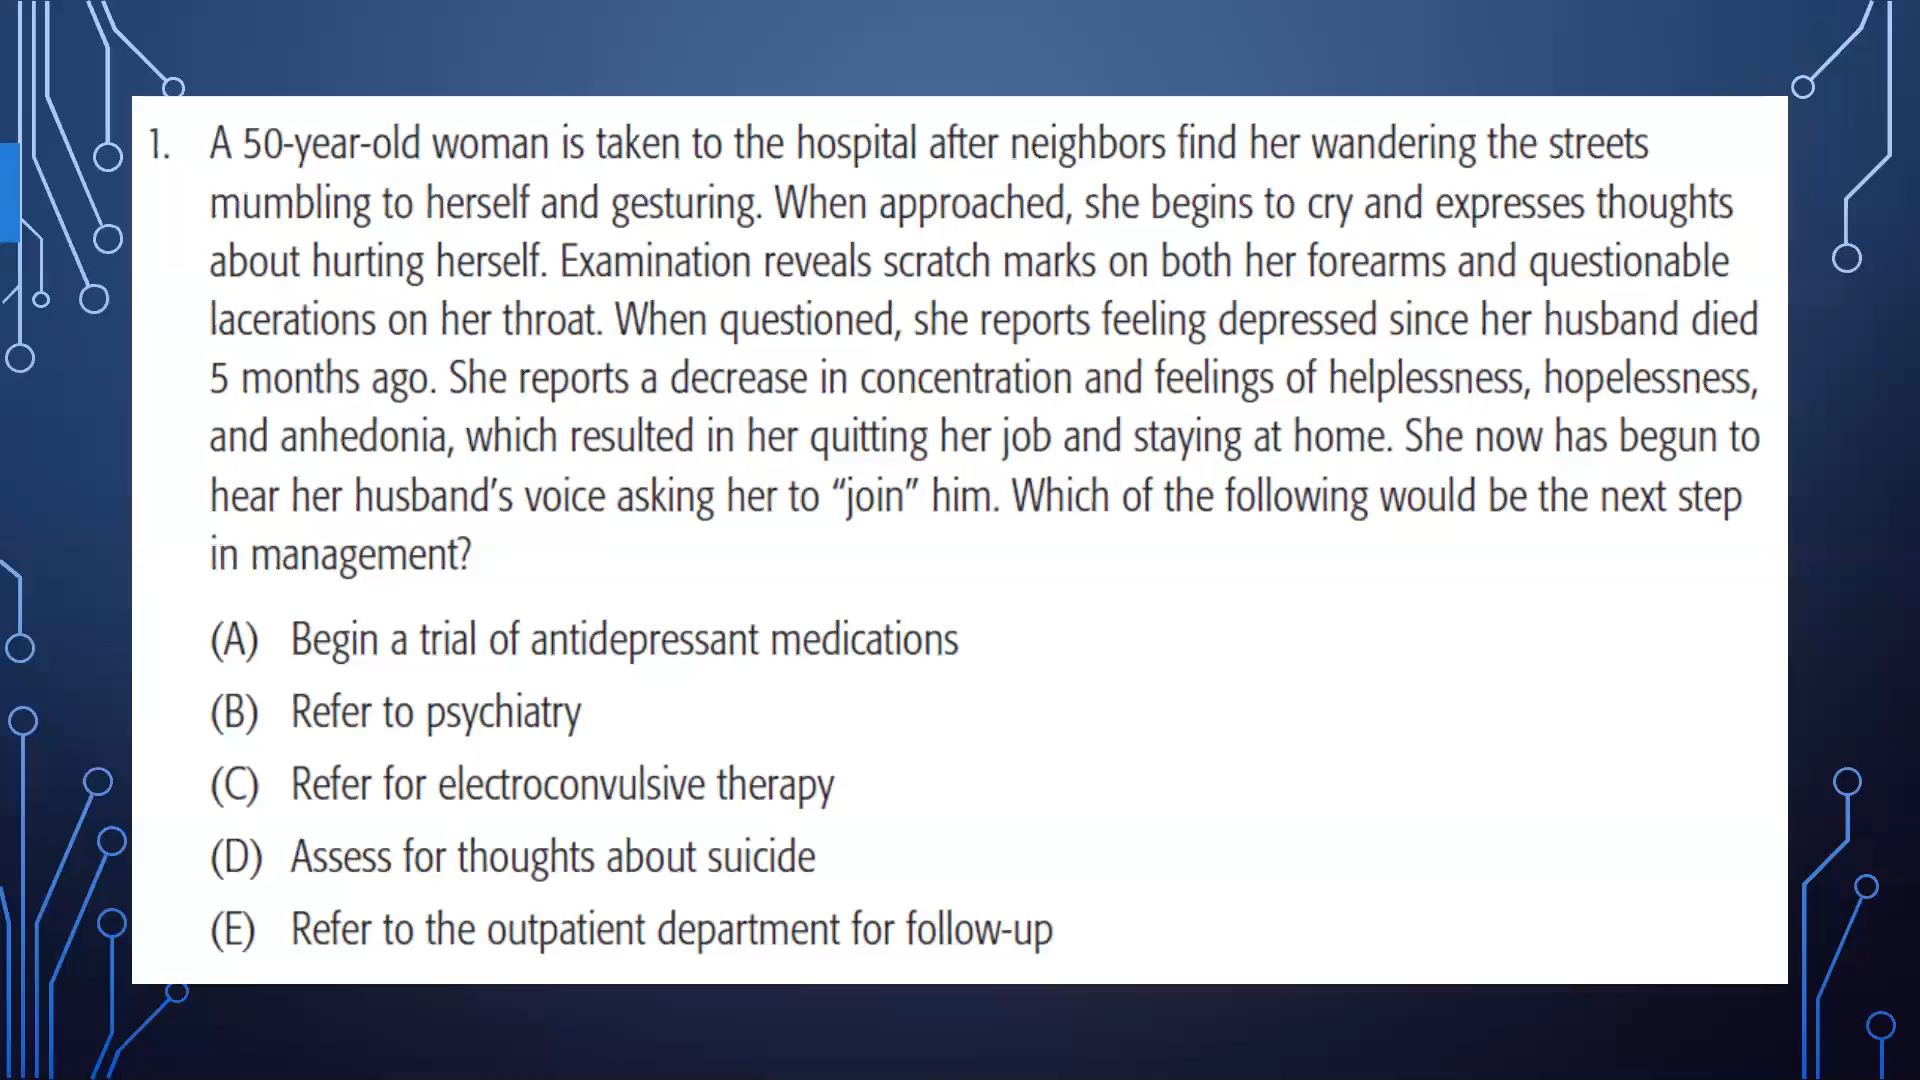 1. A 50-year-old woman is taken to the hospital after neighbors find her wandering the streets
mumbling to herself and gesturing. When approached, she begins to cry and expresses thoughts
about hurting herself. Examination reveals scratch marks on both her forearms and questionable
lacerations on her throat. When questioned, she reports feeling depressed since her husband died
5 months ago. She reports a decrease in concentration and feelings of helplessness, hopelessness,
and anhedonia, which resulted in her quitting her job and staying at home. She now has begun to
hear her husband's voice asking her to “join” him. Which of the following would be the next step
in management?
(A) Begin a trial of antidepressant medications
(B) Refer to psychiatry
(C) Refer for electroconvulsive therapy
(D) Assess for thoughts about suicide
(E) Refer to the outpatient department for follow-up